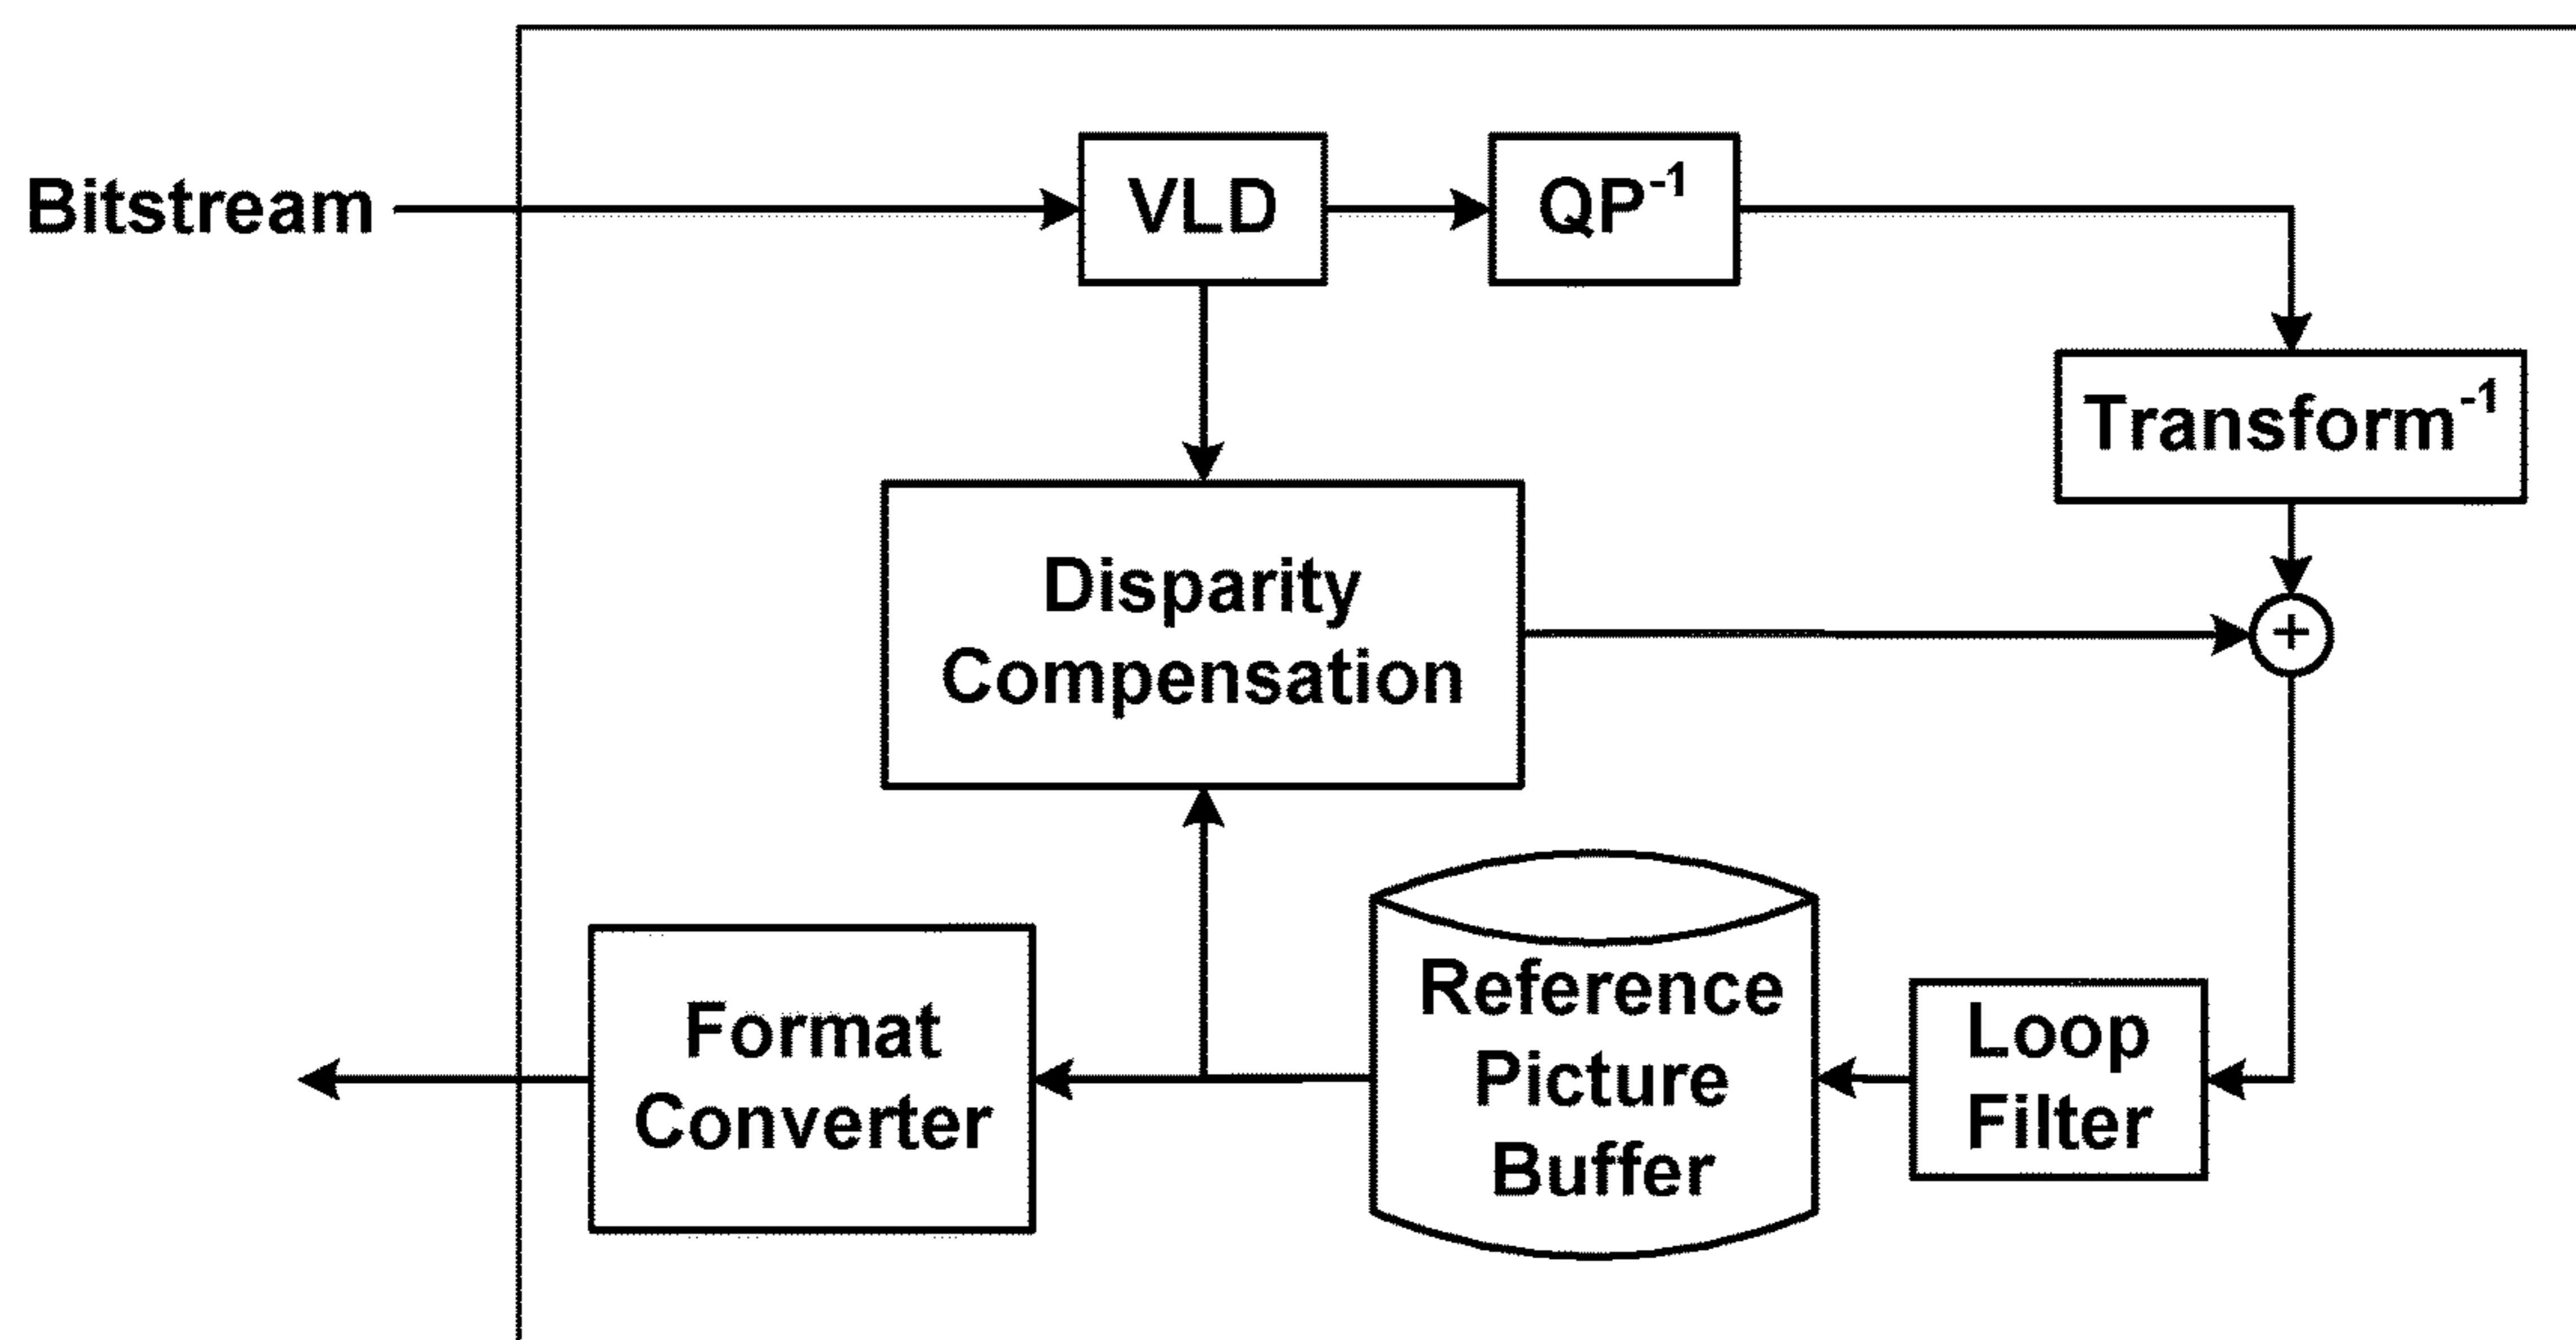 Bitstream
VLD
QP⁻¹
Transform⁻¹
Disparity
Compensation
+
Format
Converter
Reference
Picture
Buffer
Loop
Filter